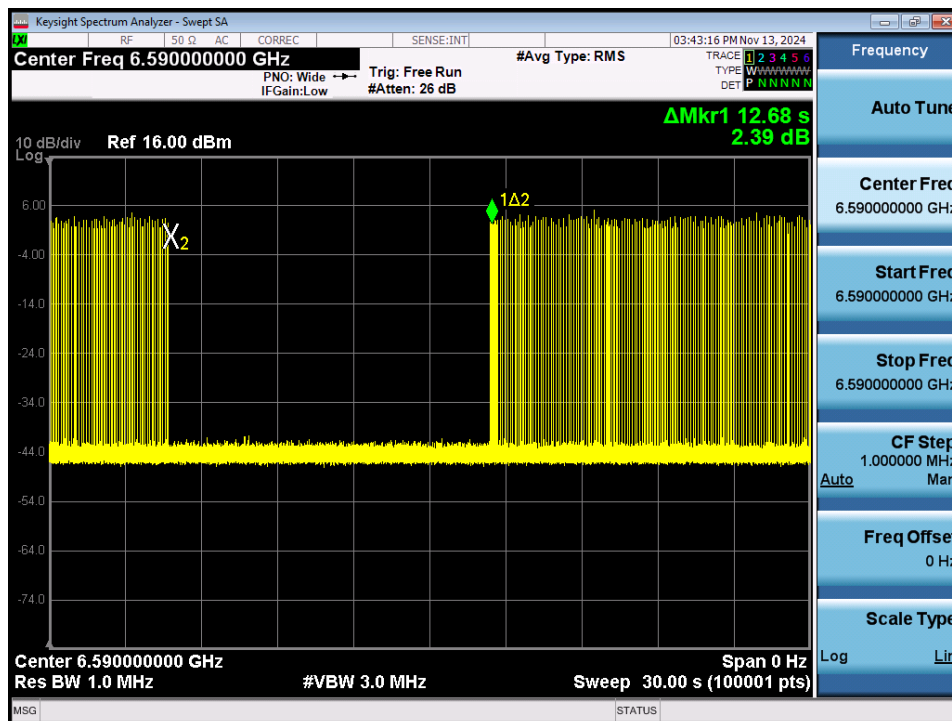 Keysight Spectrum Analyzer - Swept SA
LXI
RF 50 Ω AC CORREC SENSE:INT 03:43:16 PM Nov 13, 2024
Center Freq 6.590000000 GHz
#Avg Type: RMS
TRACE 1 2 3 4 5 6
PNO: Wide
Trig: Free Run
TYPE WWWWWW
IFGain:Low
#Atten: 26 dB
DET P N N N N N
ΔMkr1 12.68 s
2.39 dB
10 dB/div Ref 16.00 dBm
Log
6.00
-4.00
-14.0
-24.0
-34.0
-44.0
-54.0
-64.0
-74.0
X2
1Δ2
Center 6.590000000 GHz Span 0 Hz
Res BW 1.0 MHz #VBW 3.0 MHz Sweep 30.00 s (100001 pts)
MSG STATUS
Frequency
Auto Tune
Center Freq
6.590000000 GHz
Start Freq
6.590000000 GHz
Stop Freq
6.590000000 GHz
CF Step
1.000000 MHz
Auto Man
Freq Offset
0 Hz
Scale Type
Log Lin